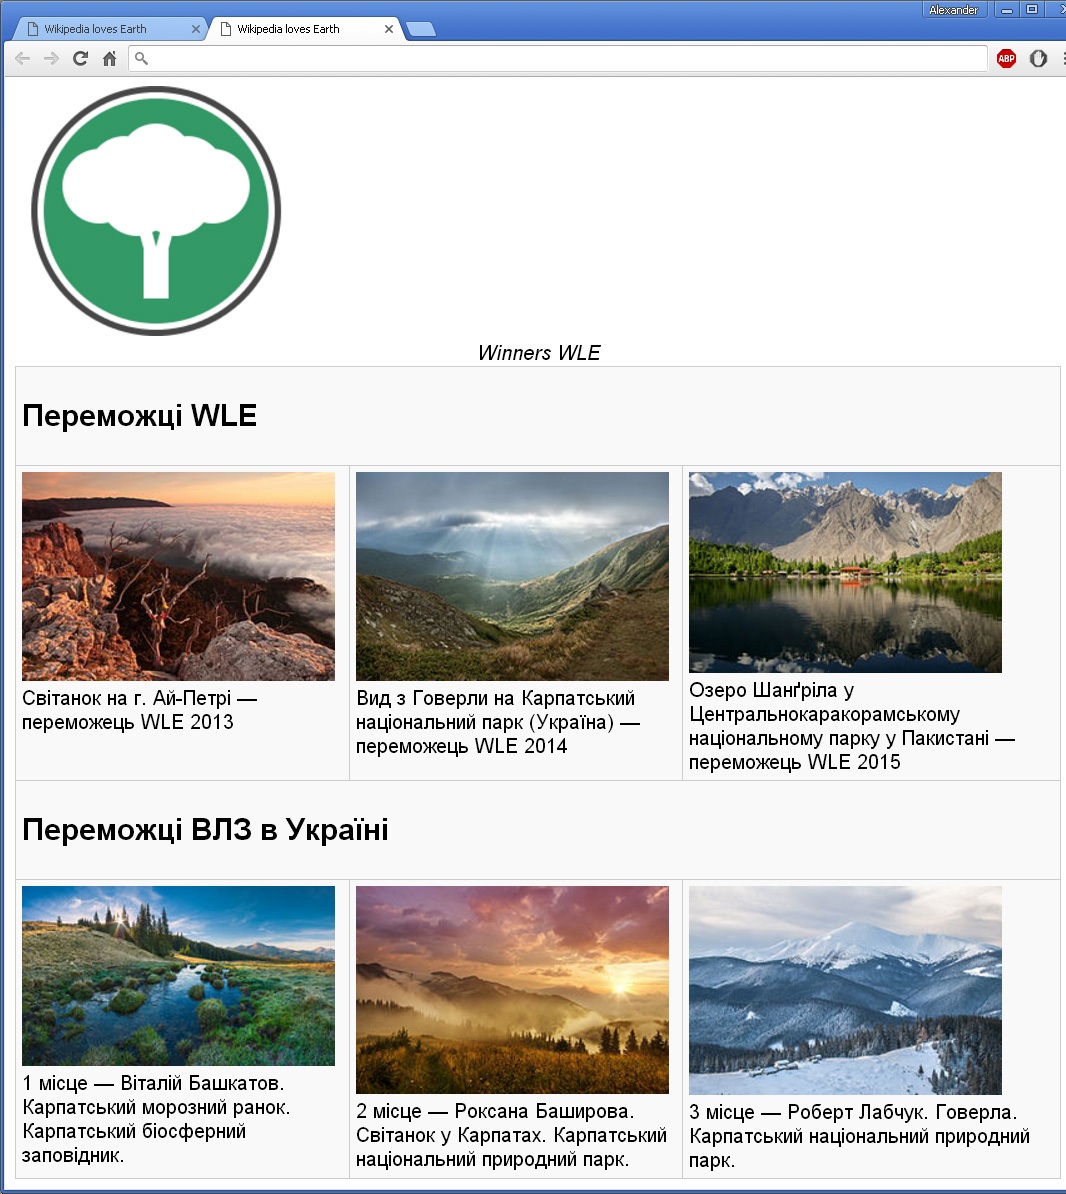 Alexander
Wikipedia loves Earth
Wikipedia loves Earth
ABP
Winners WLE
Переможці WLE
Світанок на г. Ай-Петрі —
переможець WLE 2013
Вид з Говерли на Карпатський
національний парк (Україна) —
переможець WLE 2014
Озеро Шанґріла у
Центральнокаракорамському
національному парку у Пакистані —
переможець WLE 2015
Переможці ВЛЗ в Україні
1 місце — Віталій Башкатов.
Карпатський морозний ранок.
Карпатський біосферний
заповідник.
2 місце — Роксана Баширова.
Світанок у Карпатах. Карпатський
національний природний парк.
3 місце — Роберт Лабчук. Говерла.
Карпатський національний природний
парк.